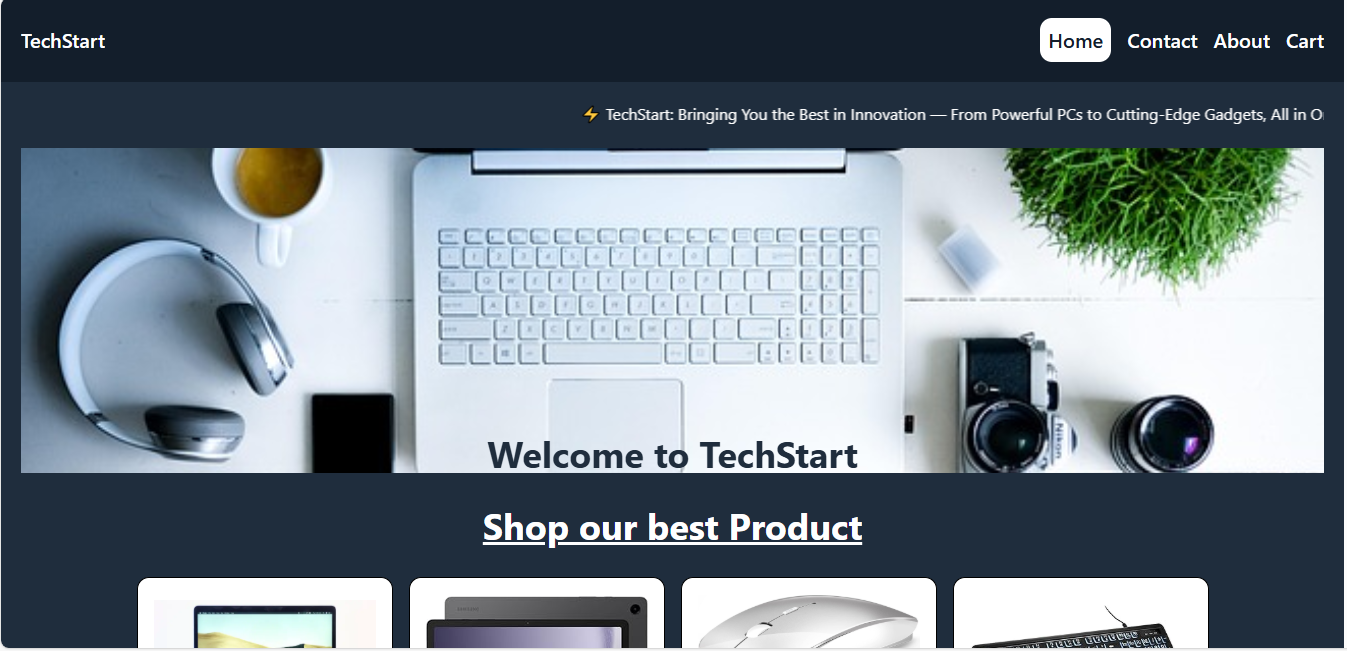 TechStart
Home Contact About Cart
⚡ TechStart: Bringing You the Best in Innovation — From Powerful PCs to Cutting-Edge Gadgets, All in
Nikon
Welcome to TechStart
Shop our best Product